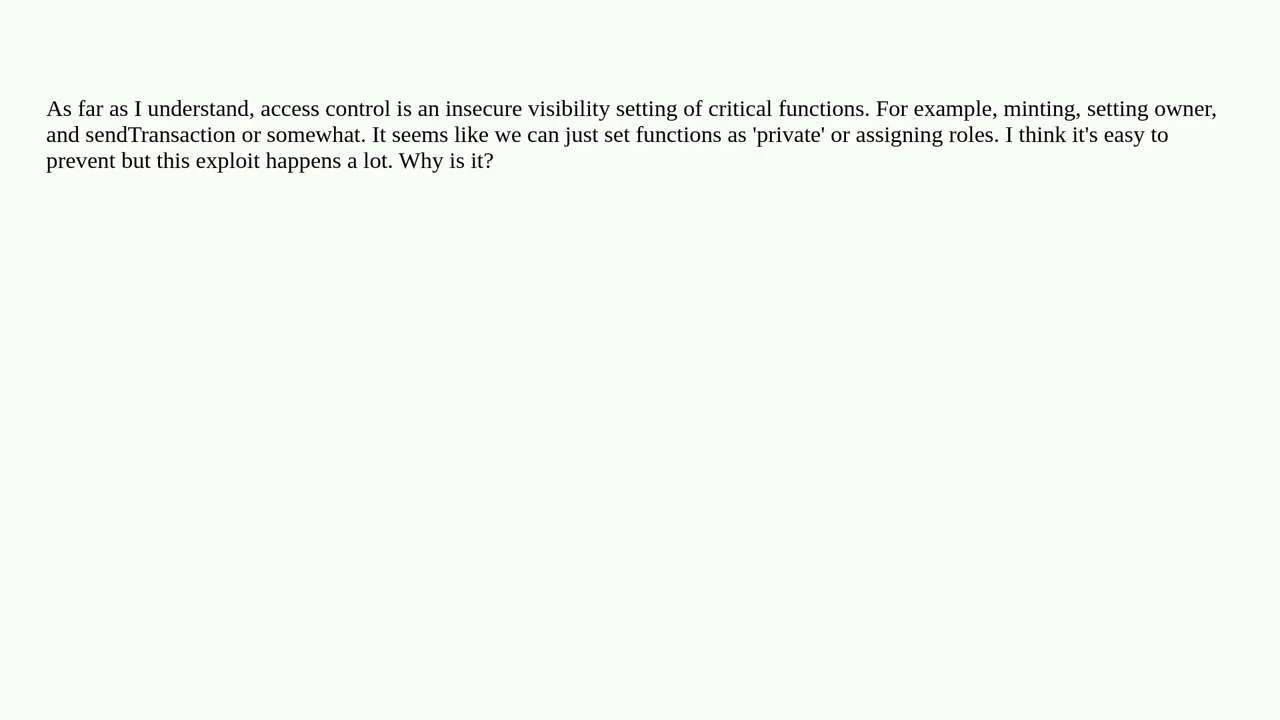 As far as I understand, access control is an insecure visibility setting of critical functions. For example, minting, setting owner,
and sendTransaction or somewhat. It seems like we can just set functions as 'private' or assigning roles. I think it's easy to
prevent but this exploit happens a lot. Why is it?